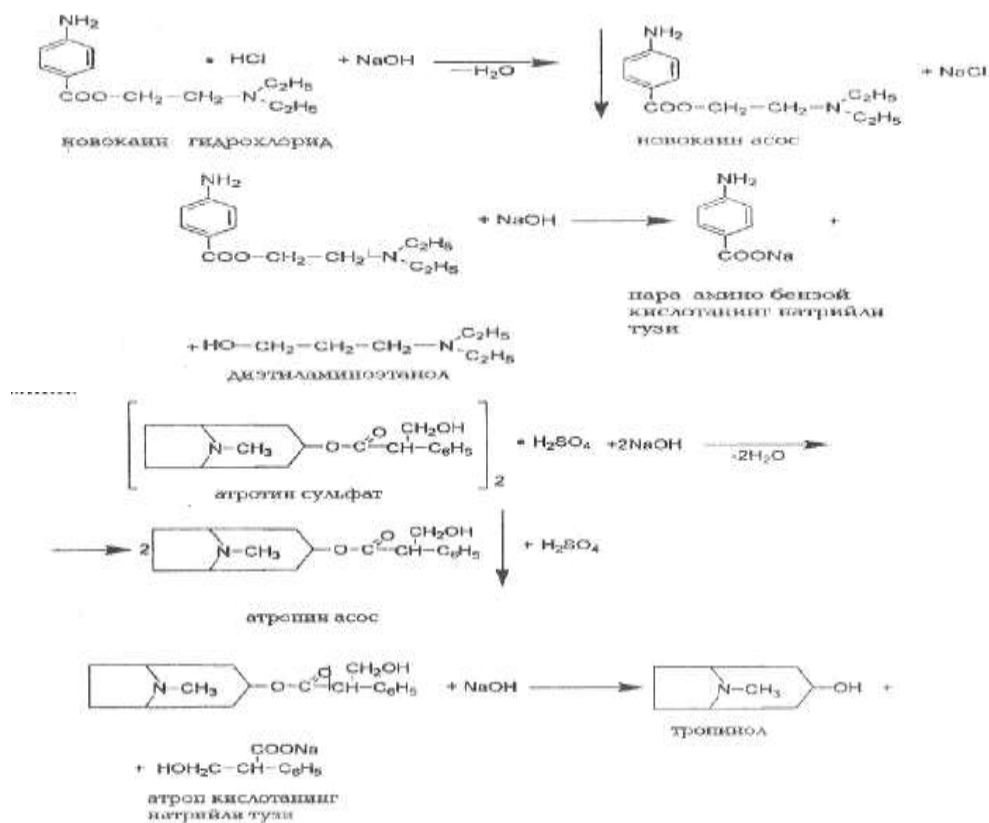 NH2
• HCl + NaOH —H2O
COO—CH2—CH2—N C2H5 C2H5
новокаин гидрохлорид
NH2
COO—CH2—CH2—N C2H5 C2H5 + NaCl
новокаин асос
NH2
COO—CH2—CH2—N C2H5 C2H5 + NaOH
NH2
COONa +
пара амино бензой
кислотанинг натрийли
тузи
+ HO—CH2—CH2—CH2—N C2H5 C2H5
диэтиламиноэтанол
N—CH3 O—C O CH2OH CH—C6H5 2 • H2SO4 +2NaOH -2H2O
атротин сульфат
2 N—CH3 O—C O CH2OH CH—C6H5 + H2SO4
атропин асос
N—CH3 O—C O CH2OH CH—C6H5 + NaOH
N—CH3 OH +
тропинол
COONa
+ HOH2C—CH—C6H5
атроп кислотанинг
натрийли тузи